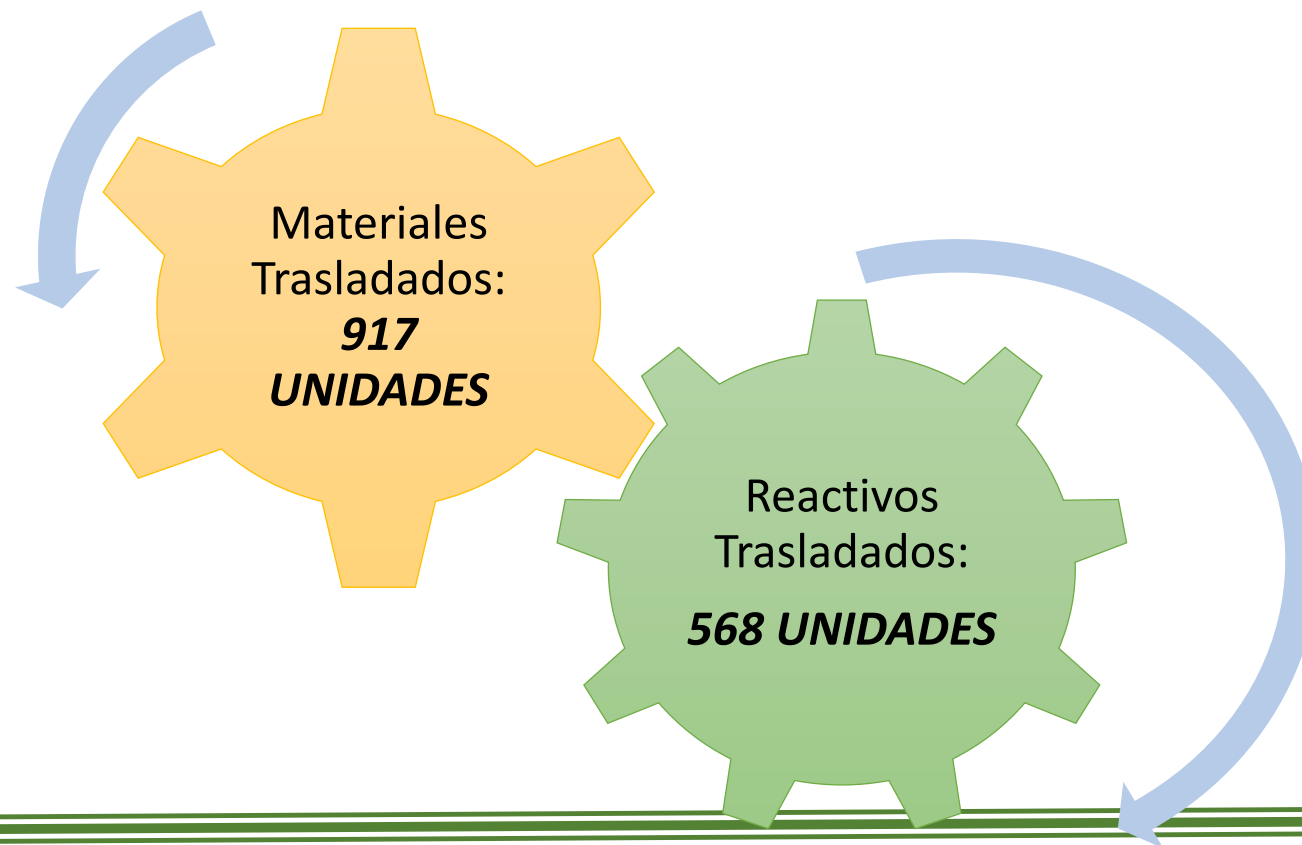 Materiales
Trasladados:
917
UNIDADES
Reactivos
Trasladados:
568 UNIDADES